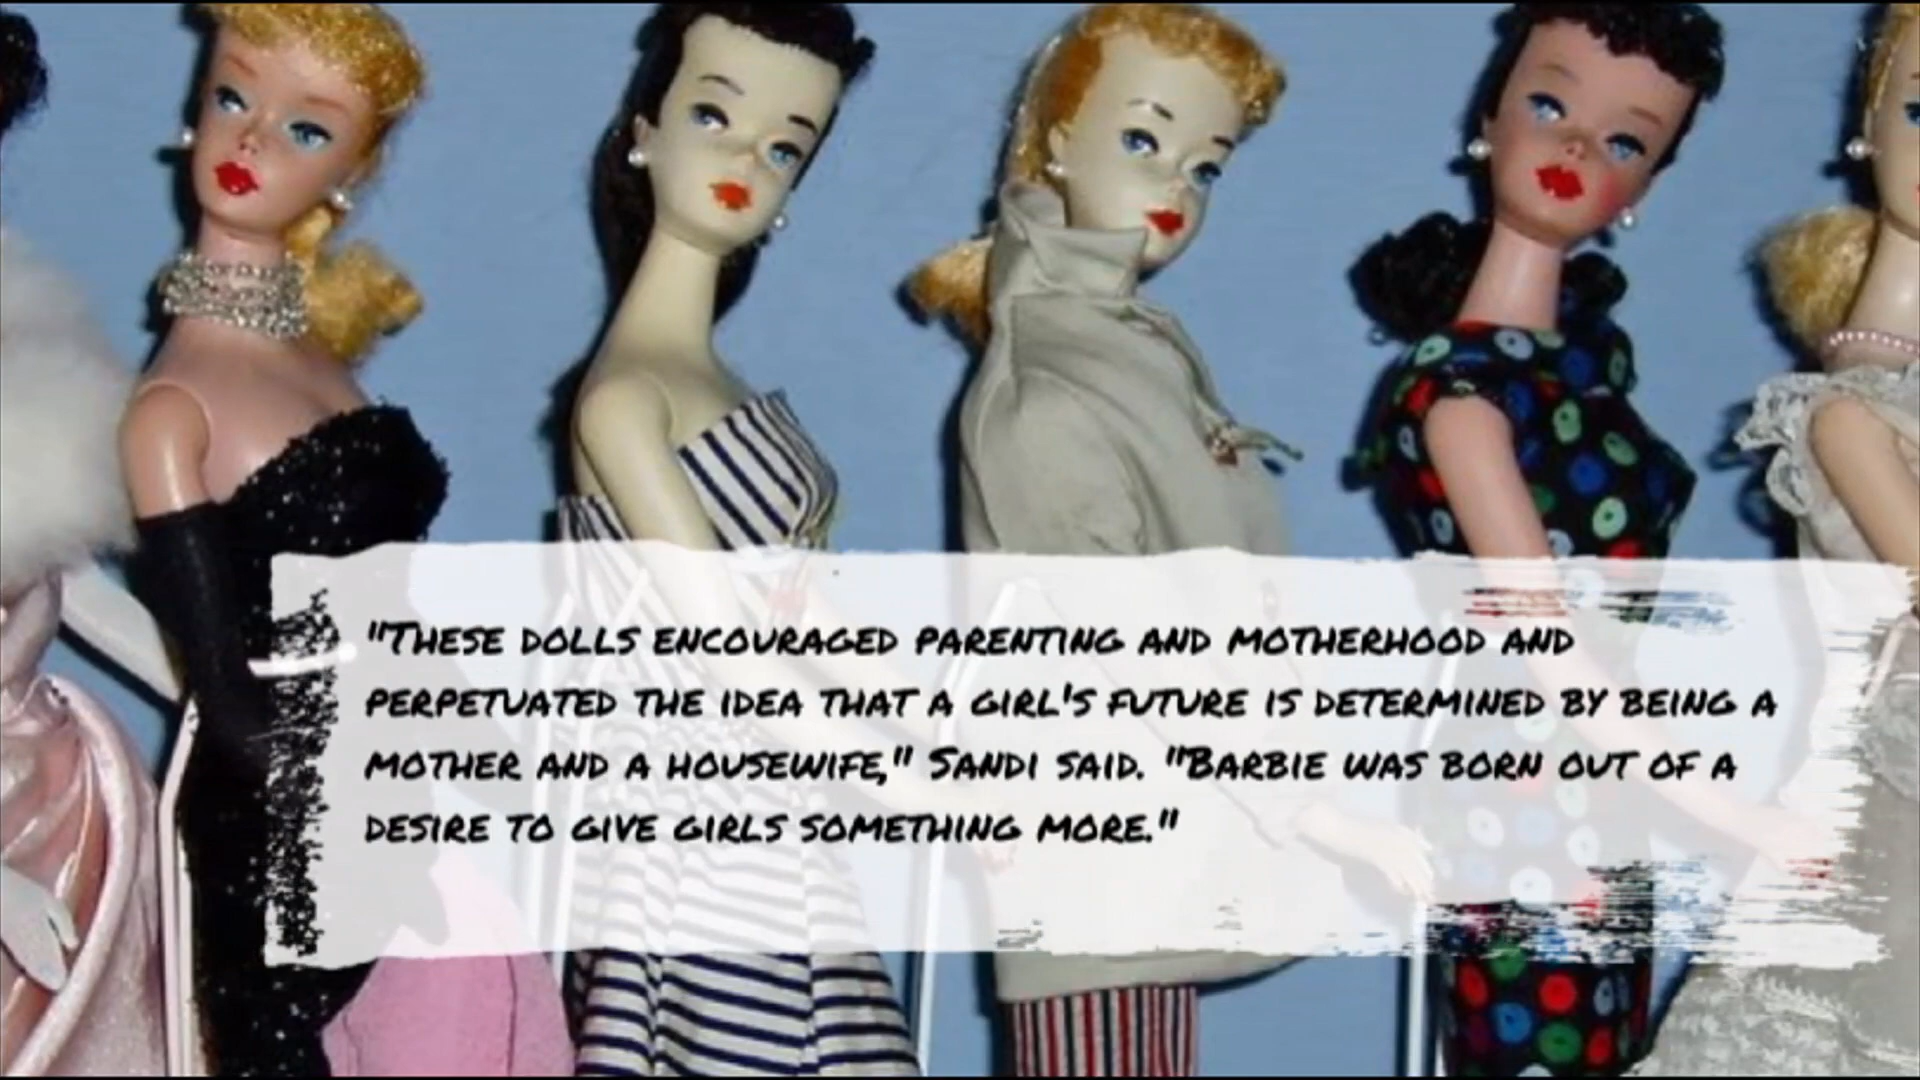 "These dolls encouraged parenting and motherhood and
perpetuated the idea that a girl's future is determined by being a
mother and a housewife," Sandi said. "Barbie was born out of a
desire to give girls something more."